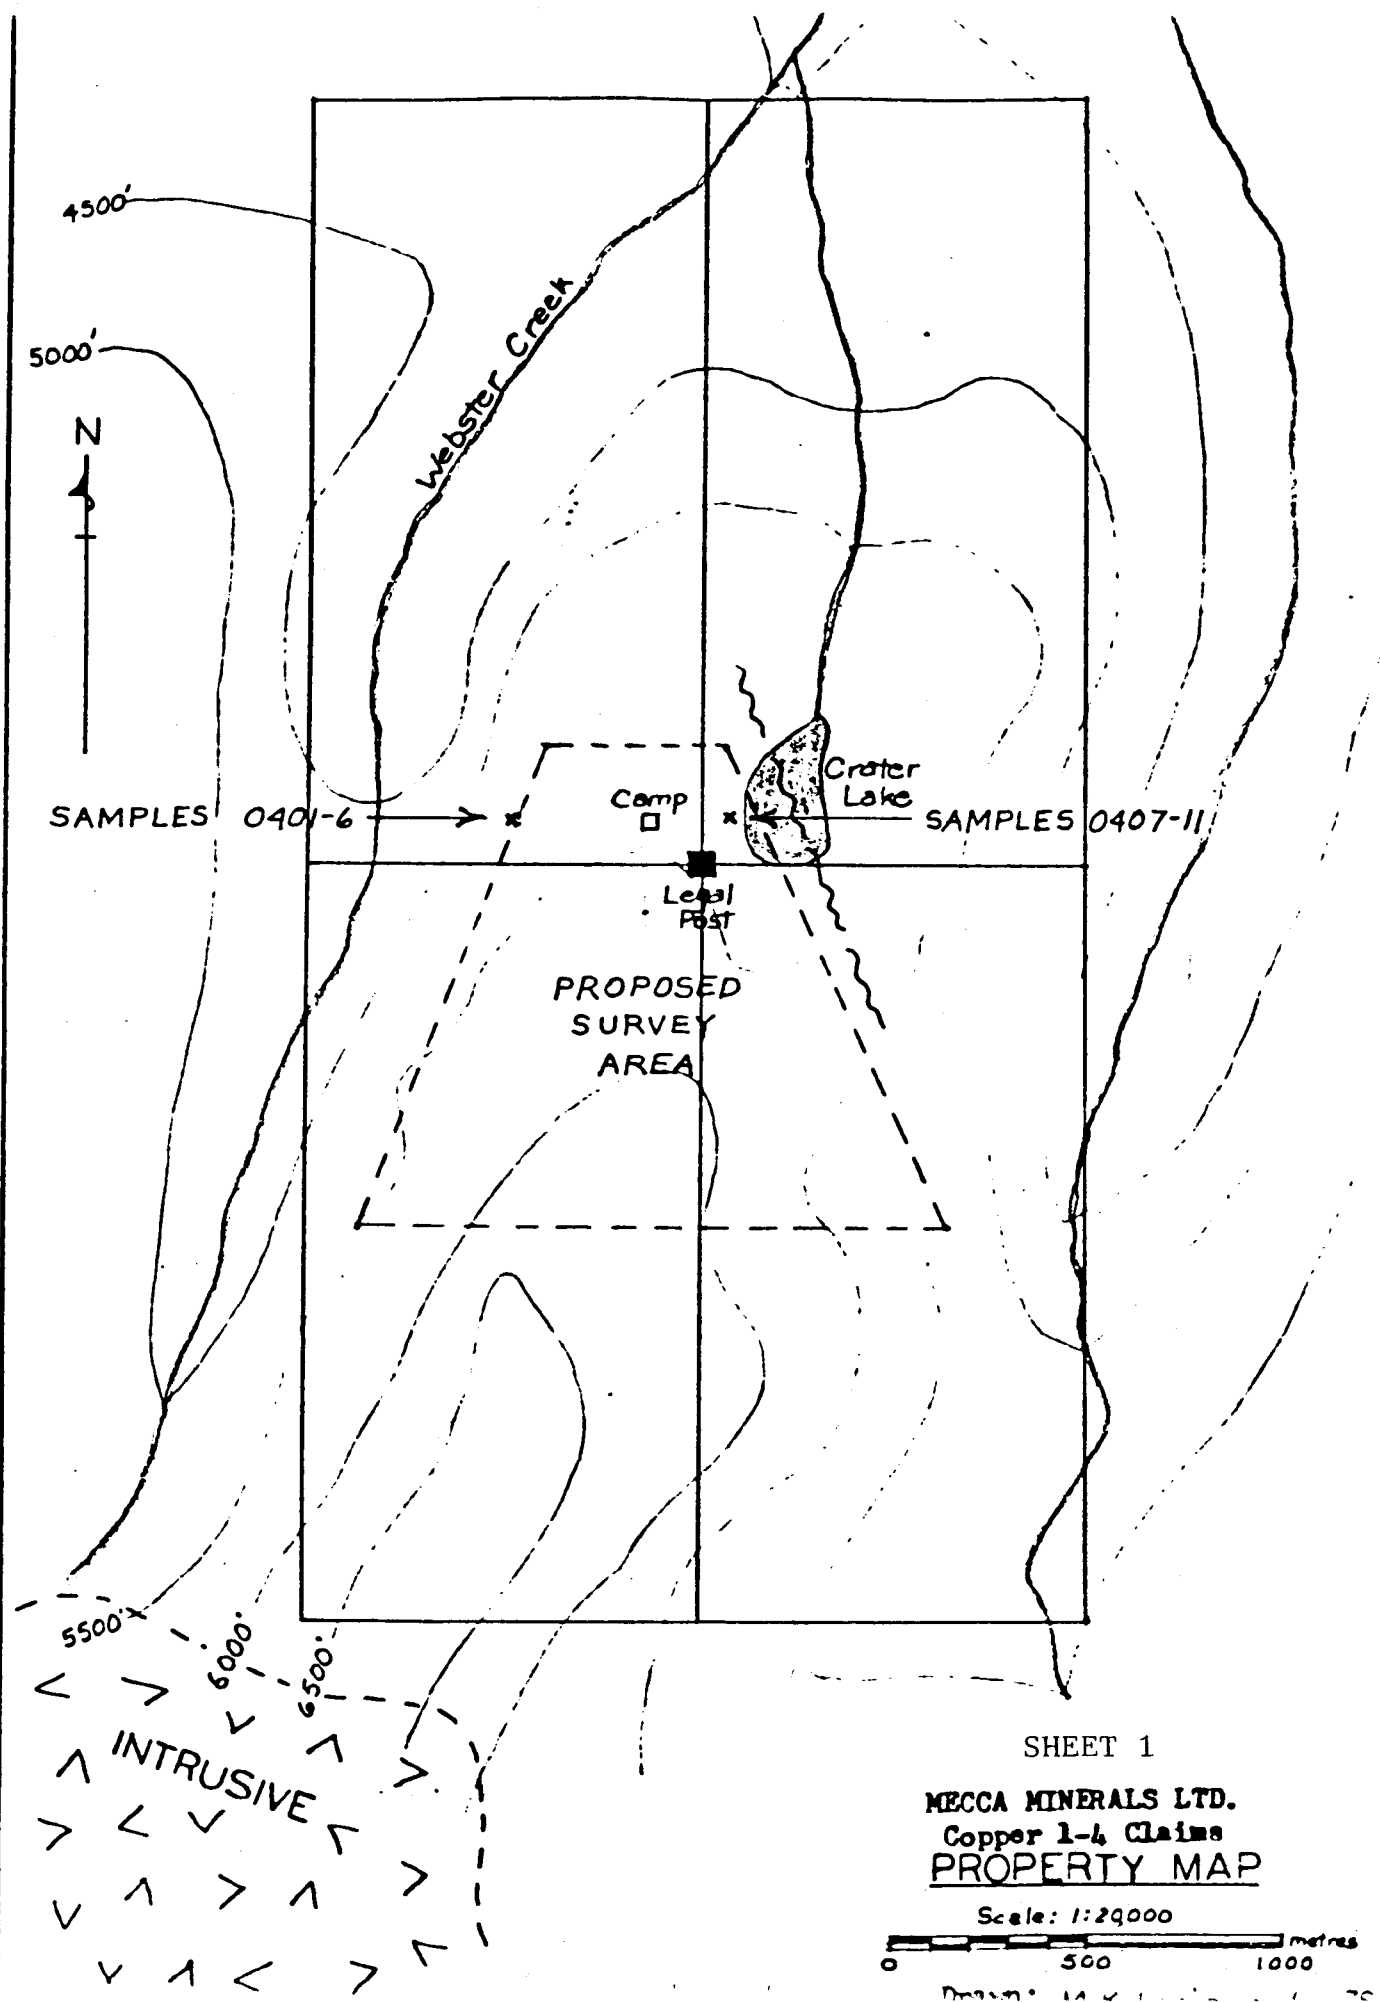 4500'
5000'
N
Webster Creek
Crater
Lake
Camp
SAMPLES 0401-6
SAMPLES 0407-11
Legal
Post
PROPOSED
SURVEY
AREA
5500'
6000'
6500'
INTRUSIVE
SHEET 1
MECCA MINERALS LTD.
Copper 1-4 Claims
PROPERTY MAP
Scale: 1:20,000
metres
0 500 1000